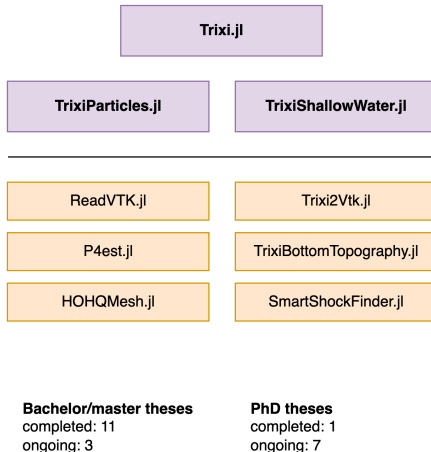 Trixi.jl
TrixiParticles.jl
TrixiShallowWater.jl
ReadVTK.jl
Trixi2Vtk.jl
P4est.jl
TrixiBottomTopography.jl
HOHQMesh.jl
SmartShockFinder.jl
Bachelor/master theses
completed: 11
ongoing: 3
PhD theses
completed: 1
ongoing: 7